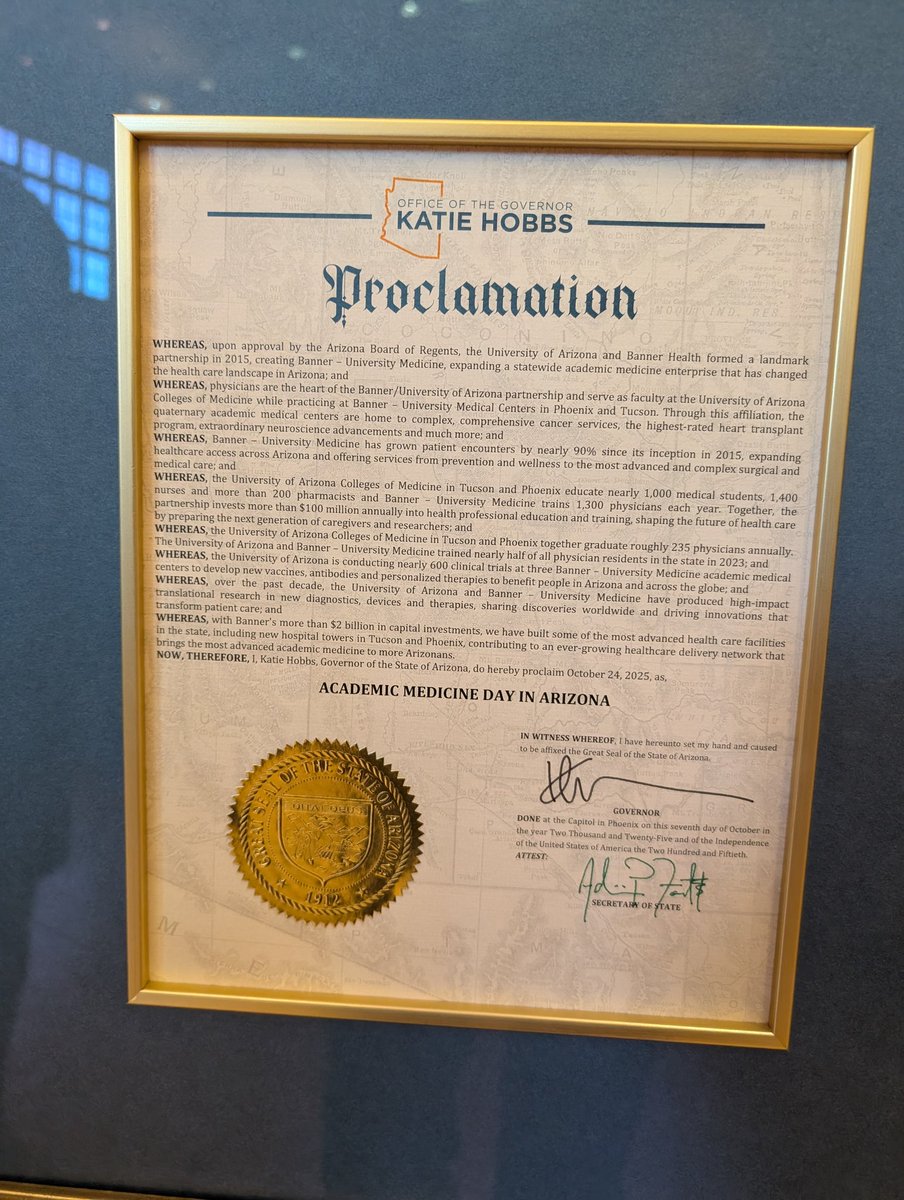 OFFICE OF THE GOVERNOR
KATIE HOBBS
Proclamation
WHEREAS, upon approval by the Arizona Board of Regents, the University of Arizona and Banner Health formed a landmark
partnership in 2015, creating Banner – University Medicine, expanding a statewide academic medicine enterprise that has changed
the health care landscape in Arizona; and
WHEREAS, physicians are the heart of the Banner/University of Arizona partnership and serve as faculty at the University of Arizona
Colleges of Medicine while practicing at Banner – University Medical Centers in Phoenix and Tucson. Through this affiliation, the
quaternary academic medical centers are home to complex, comprehensive cancer services, the highest-rated heart transplant
program, extraordinary neuroscience advancements and much more; and
WHEREAS, Banner – University Medicine has grown patient encounters by nearly 90% since its inception in 2015, expanding
healthcare access across Arizona and offering services from prevention and wellness to the most advanced and complex surgical and
medical care; and
WHEREAS, the University of Arizona Colleges of Medicine in Tucson and Phoenix educate nearly 1,000 medical students, 1,400
nurses and more than 200 pharmacists and Banner – University Medicine trains 1,300 physicians each year. Together, the
partnership invests more than $100 million annually into health professional education and training, shaping the future of health care
by preparing the next generation of caregivers and researchers; and
WHEREAS, the University of Arizona Colleges of Medicine in Tucson and Phoenix together graduate roughly 235 physicians annually.
The University of Arizona and Banner – University Medicine trained nearly half of all physician residents in the state in 2023; and
WHEREAS, the University of Arizona is conducting nearly 600 clinical trials at three Banner – University Medicine academic medical
centers to develop new vaccines, antibodies and personalized therapies to benefit people in Arizona and across the globe; and
WHEREAS, over the past decade, the University of Arizona and Banner – University Medicine have produced high-impact
translational research in new diagnostics, devices and therapies, sharing discoveries worldwide and driving innovations that
transform patient care; and
WHEREAS, with Banner's more than $2 billion in capital investments, we have built some of the most advanced health care facilities
in the state, including new hospital towers in Tucson and Phoenix, contributing to an ever-growing healthcare delivery network that
brings the most advanced academic medicine to more Arizonans.
NOW, THEREFORE, I, Katie Hobbs, Governor of the State of Arizona, do hereby proclaim October 24, 2025, as,
ACADEMIC MEDICINE DAY IN ARIZONA
IN WITNESS WHEREOF, I have hereunto set my hand and caused
to be affixed the Great Seal of the State of Arizona.
GOVERNOR
DONE at the Capitol in Phoenix on this seventh day of October in
the year Two Thousand and Twenty-Five and of the Independence
of the United States of America the Two Hundred and Fiftieth.
ATTEST:
SECRETARY OF STATE
GREAT SEAL OF THE STATE OF ARIZONA
DITAT DEUS
1912